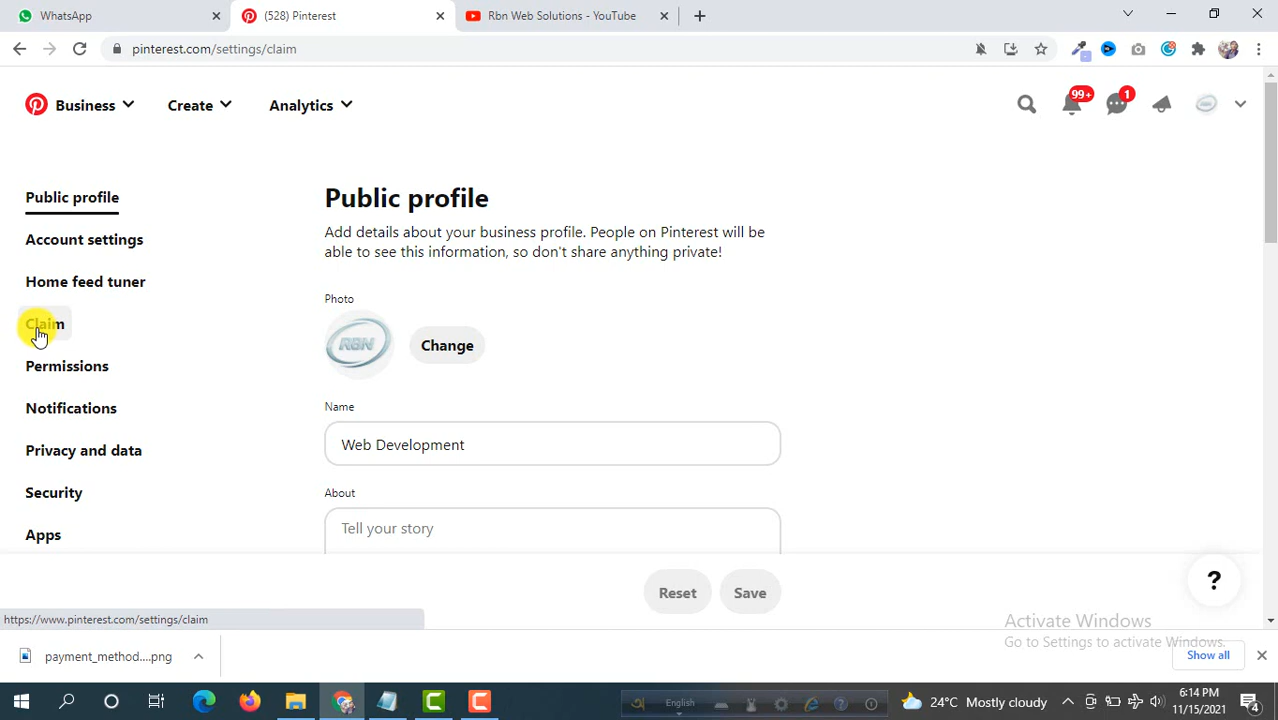 WhatsApp
(528) Pinterest
Rbn Web Solutions - YouTube
pinterest.com/settings/claim
Business
Create
Analytics
99+
1
Public profile
Account settings
Home feed tuner
Claim
Permissions
Notifications
Privacy and data
Security
Apps
Public profile
Add details about your business profile. People on Pinterest will be
able to see this information, so don't share anything private!
Photo
RBN
Change
Name
Web Development
About
Tell your story
Reset
Save
?
https://www.pinterest.com/settings/claim
Activate Windows
Go to Settings to activate Windows.
payment_method....png
Show all
English
24°C Mostly cloudy
6:14 PM
11/15/2021
4